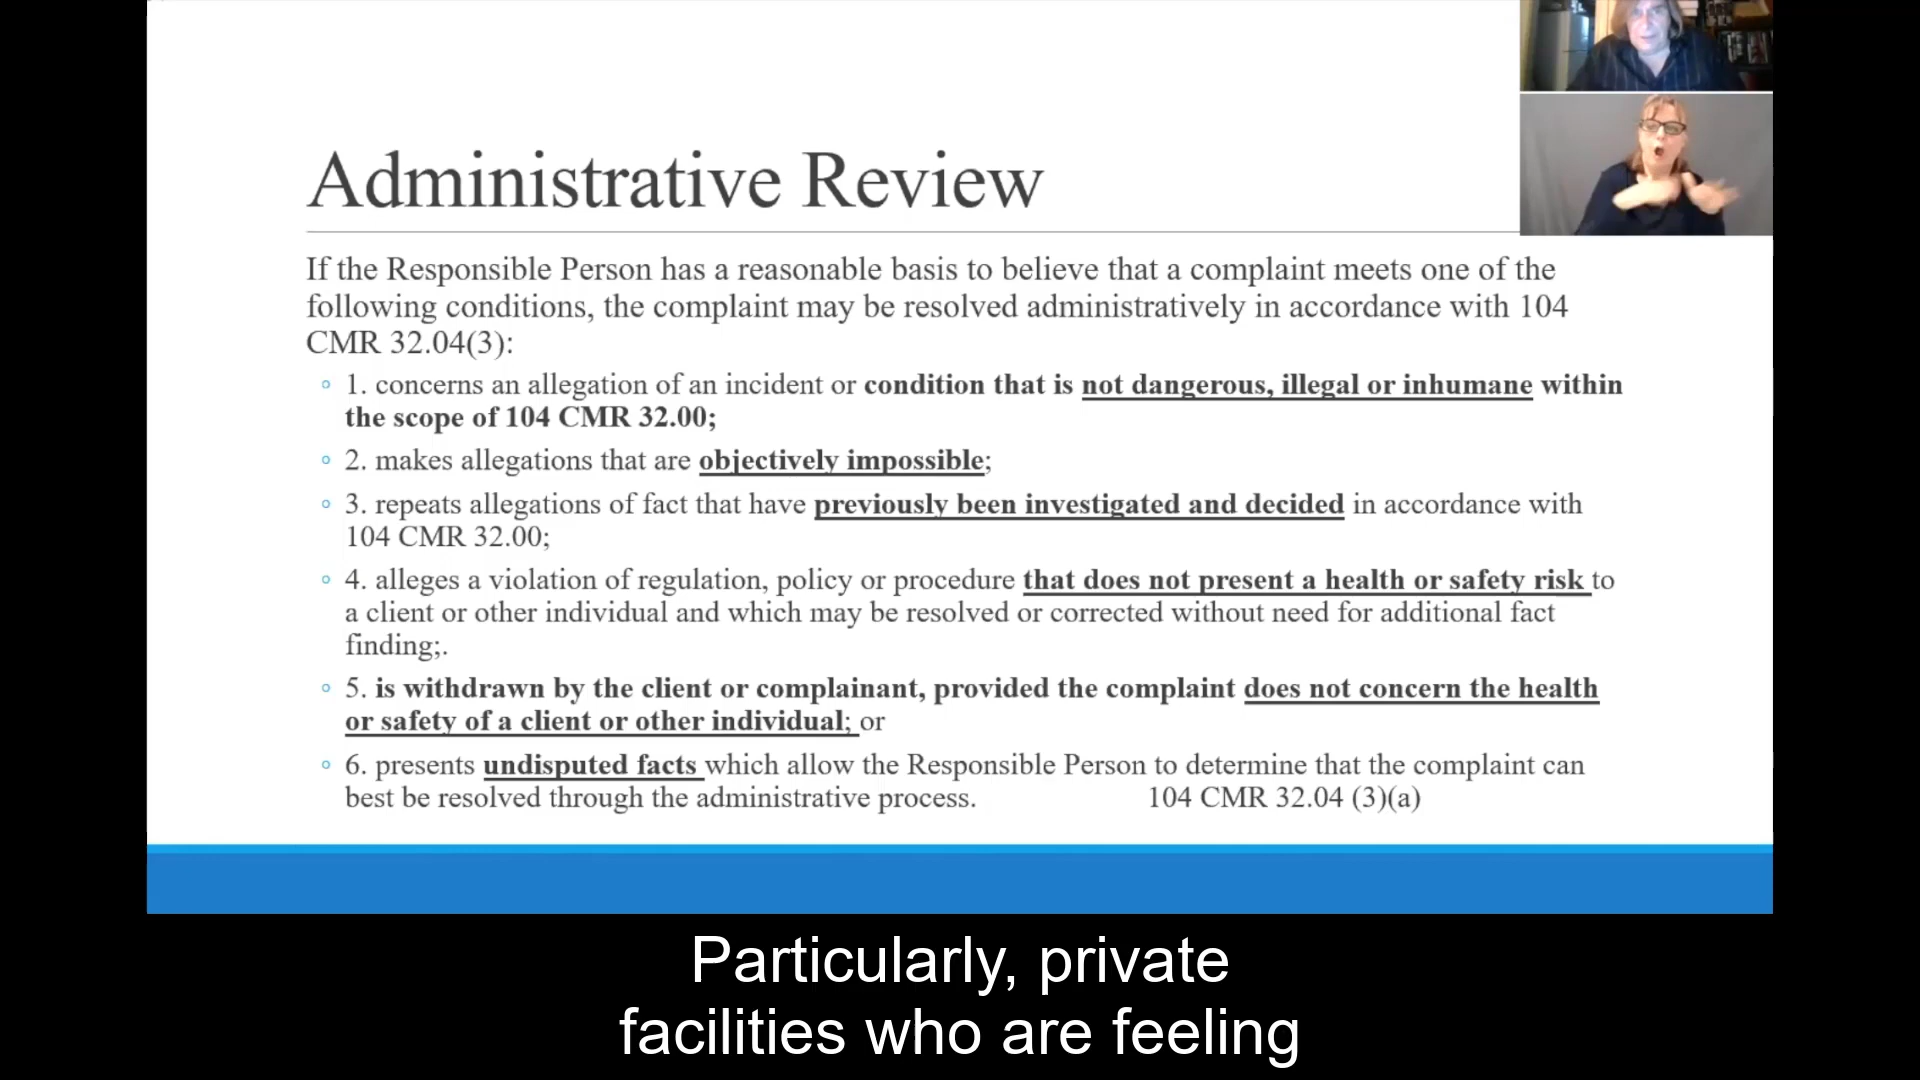 Administrative Review
If the Responsible Person has a reasonable basis to believe that a complaint meets one of the
following conditions, the complaint may be resolved administratively in accordance with 104
CMR 32.04(3):
1. concerns an allegation of an incident or condition that is not dangerous, illegal or inhumane within
the scope of 104 CMR 32.00;
2. makes allegations that are objectively impossible;
3. repeats allegations of fact that have previously been investigated and decided in accordance with
104 CMR 32.00;
4. alleges a violation of regulation, policy or procedure that does not present a health or safety risk to
a client or other individual and which may be resolved or corrected without need for additional fact
finding;.
5. is withdrawn by the client or complainant, provided the complaint does not concern the health
or safety of a client or other individual; or
6. presents undisputed facts which allow the Responsible Person to determine that the complaint can
best be resolved through the administrative process. 104 CMR 32.04 (3)(a)
Particularly, private
facilities who are feeling